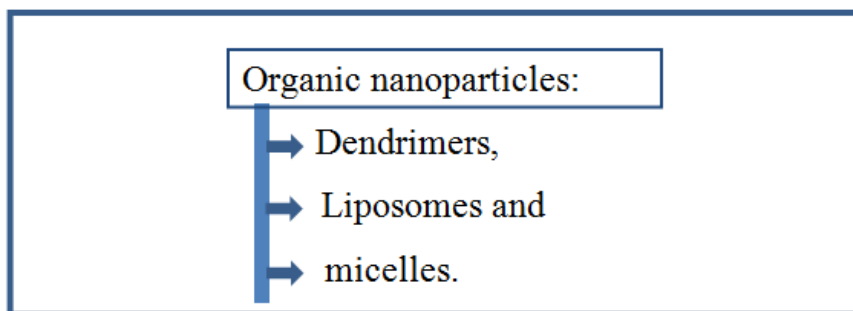 Organic nanoparticles:
Dendrimers,
Liposomes and
micelles.